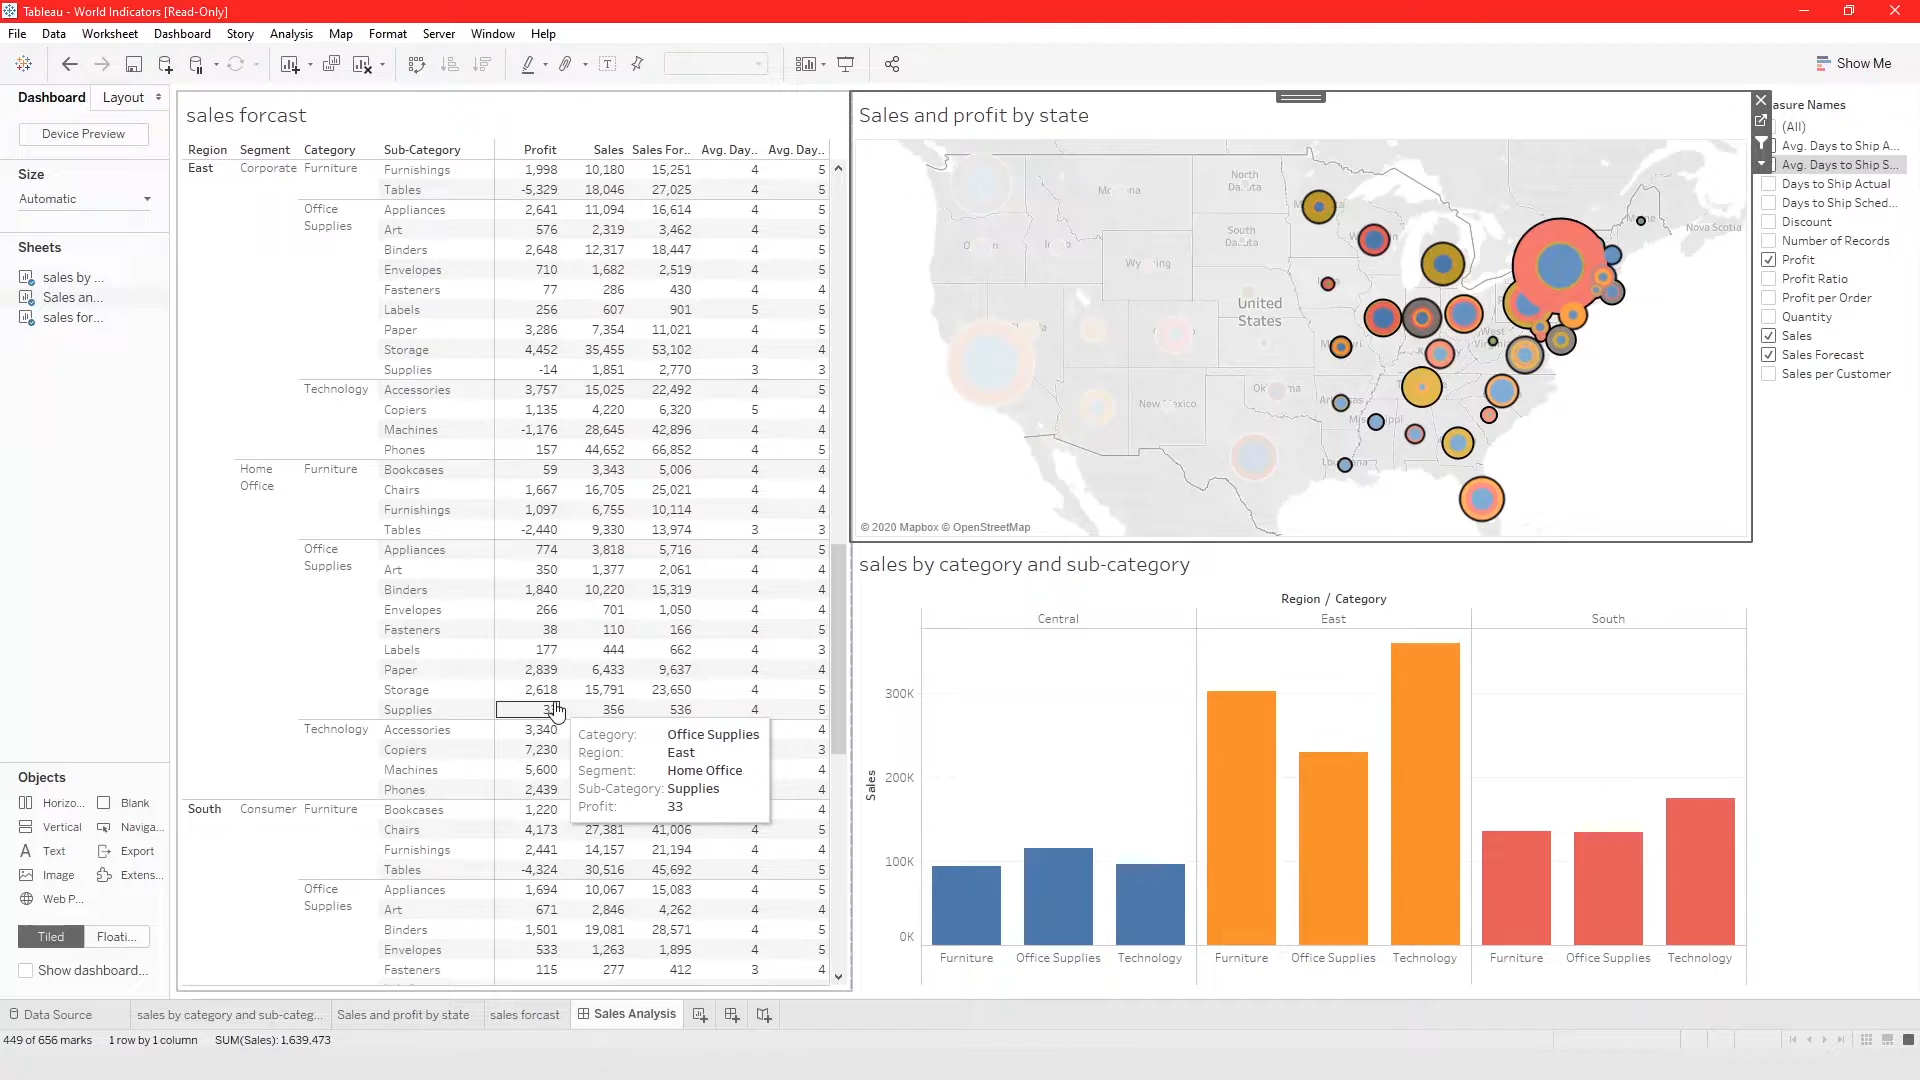 Tableau - World Indicators [Read-Only]
File Data Worksheet Dashboard Story Analysis Map Format Server Window Help
Show Me
Dashboard Layout
Device Preview
Size
Automatic
Sheets
sales by ...
Sales an...
sales for...
Objects
Horizo... Blank
Vertical Naviga...
Text Export
Image Extens...
Web P...
Tiled Floati...
Show dashboard...
sales forcast
Region Segment Category Sub-Category Profit Sales Sales For.. Avg. Day.. Avg. Day..
East Corporate Furniture Furnishings 1,998 10,180 15,251 4 5
Tables -5,329 18,046 27,025 4 5
Office Supplies Appliances 2,641 11,094 16,614 4 5
Art 576 2,319 3,462 4 5
Binders 2,648 12,317 18,447 4 5
Envelopes 710 1,682 2,519 4 5
Fasteners 77 286 430 4 4
Labels 256 607 901 5 5
Paper 3,286 7,354 11,021 4 5
Storage 4,452 35,455 53,102 4 4
Supplies -14 1,851 2,770 3 3
Technology Accessories 3,757 15,025 22,492 4 5
Copiers 1,135 4,220 6,320 5 4
Machines -1,176 28,645 42,896 4 4
Phones 157 44,652 66,852 4 5
Home Office Furniture Bookcases 59 3,343 5,006 4 4
Chairs 1,667 16,705 25,021 4 4
Furnishings 1,097 6,755 10,114 4 4
Tables -2,440 9,330 13,974 3 3
Office Supplies Appliances 774 3,818 5,716 4 5
Art 350 1,377 2,061 4 4
Binders 1,840 10,220 15,319 4 4
Envelopes 266 701 1,050 4 4
Fasteners 38 110 166 4 5
Labels 177 444 662 4 3
Paper 2,839 6,433 9,637 4 4
Storage 2,618 15,791 23,650 4 5
Supplies 356 536 4 5
Technology Accessories 3,340 4
Copiers 7,230 3
Machines 5,600 4
Phones 2,439 4
South Consumer Furniture Bookcases 1,220 4
Chairs 4,173 27,381 41,006 4 5
Furnishings 2,441 14,157 21,194 4 4
Tables -4,324 30,516 45,692 4 5
Office Supplies Appliances 1,694 10,067 15,083 4 5
Art 671 2,846 4,262 4 4
Binders 1,501 19,081 28,571 4 5
Envelopes 533 1,263 1,895 4 5
Fasteners 115 277 412 3 4
Category: Office Supplies
Region: East
Segment: Home Office
Sub-Category: Supplies
Profit: 33
Sales and profit by state
North
South
United
States
New Mexico
West
Nova Scotia
© 2020 Mapbox © OpenStreetMap
asure Names
(All)
Avg. Days to Ship A...
Avg. Days to Ship S...
Days to Ship Actual
Days to Ship Sched...
Discount
Number of Records
Profit
Profit Ratio
Profit per Order
Quantity
Sales
Sales Forecast
Sales per Customer
sales by category and sub-category
Region / Category
Central East South
Sales
300K
200K
100K
0K
Furniture Office Supplies Technology Furniture Office Supplies Technology Furniture Office Supplies Technology
Data Source sales by category and sub-categ... Sales and profit by state sales forcast Sales Analysis
449 of 656 marks 1 row by 1 column SUM(Sales): 1,639,473